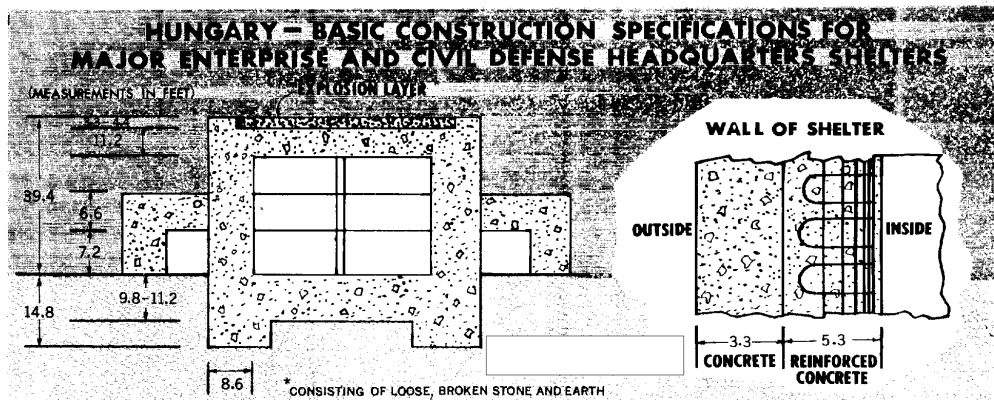 HUNGARY — BASIC CONSTRUCTION SPECIFICATIONS FOR
MAJOR ENTERPRISE AND CIVIL DEFENSE HEADQUARTERS SHELTERS
(MEASUREMENTS IN FEET)
EXPLOSION LAYER*
11.2
39.4
6.6
7.2
9.8-11.2
14.8
8.6
*CONSISTING OF LOOSE, BROKEN STONE AND EARTH
WALL OF SHELTER
OUTSIDE
INSIDE
3.3
5.3
CONCRETE
REINFORCED
CONCRETE